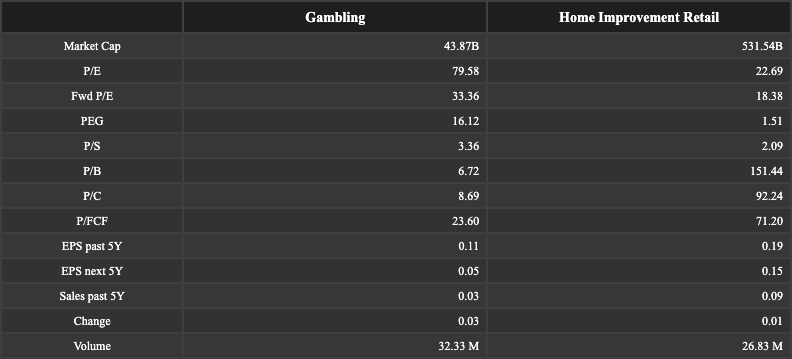 Gambling Home Improvement Retail
Market Cap 43.87B 531.54B
P/E 79.58 22.69
Fwd P/E 33.36 18.38
PEG 16.12 1.51
P/S 3.36 2.09
P/B 6.72 151.44
P/C 8.69 92.24
P/FCF 23.60 71.20
EPS past 5Y 0.11 0.19
EPS next 5Y 0.05 0.15
Sales past 5Y 0.03 0.09
Change 0.03 0.01
Volume 32.33 M 26.83 M